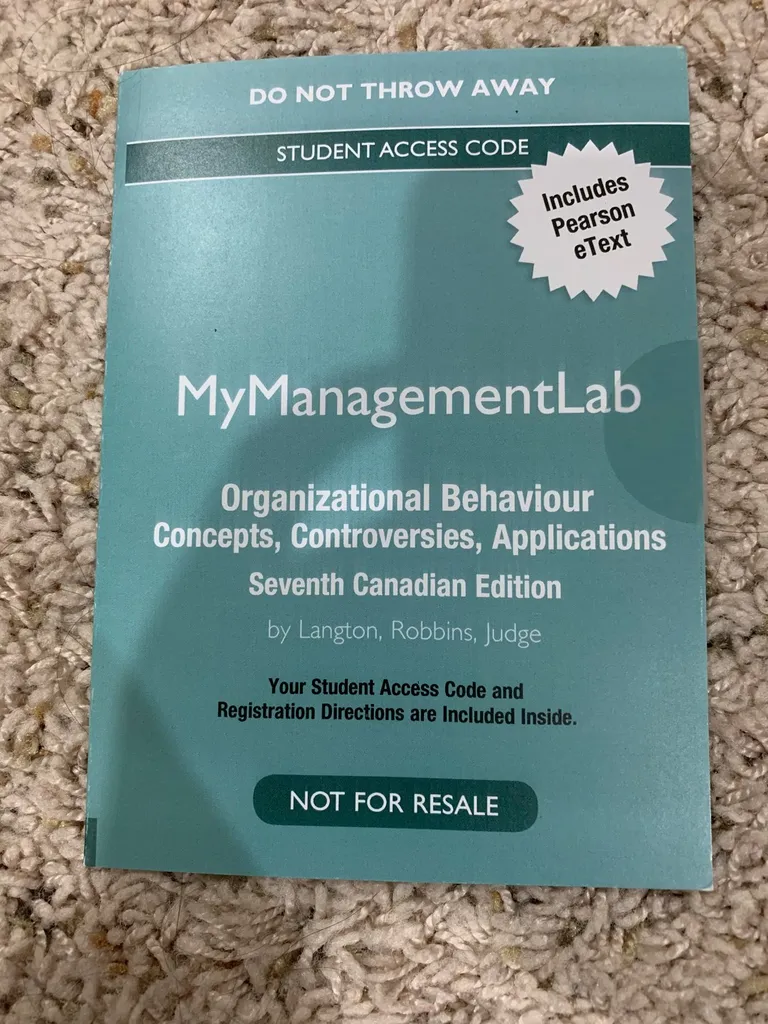 DO NOT THROW AWAY
STUDENT ACCESS CODE
Includes
Pearson
eText
MyManagementLab
Organizational Behaviour
Concepts, Controversies, Applications
Seventh Canadian Edition
by Langton, Robbins, Judge
Your Student Access Code and
Registration Directions are Included Inside.
NOT FOR RESALE